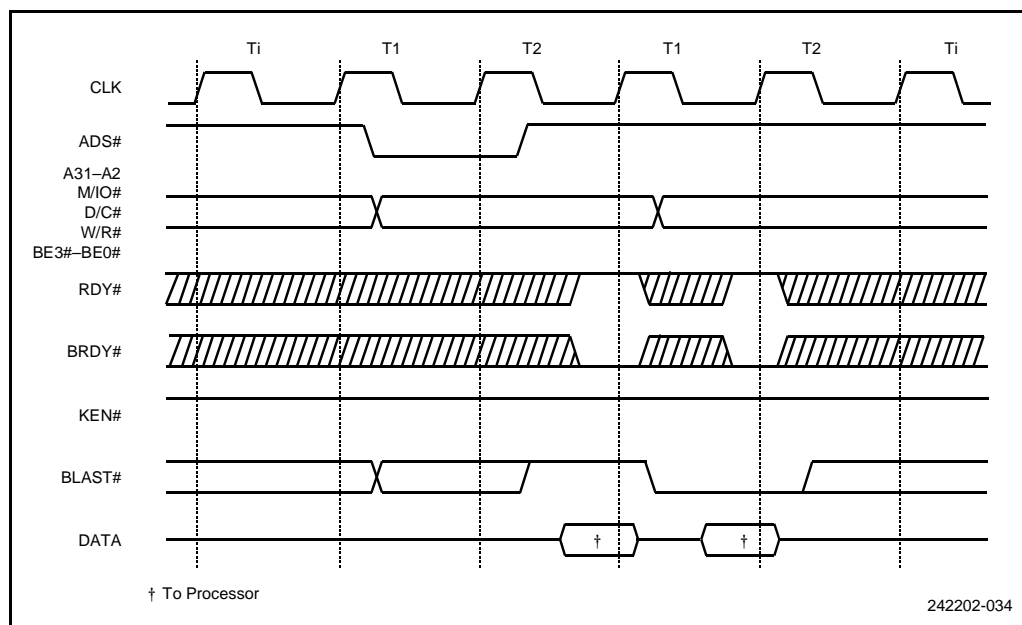 Ti T1 T2 T1 T2 Ti
CLK
ADS#
A31–A2
M/IO#
D/C#
W/R#
BE3#–BE0#
RDY#
BRDY#
KEN#
BLAST#
DATA † †
† To Processor
242202-034